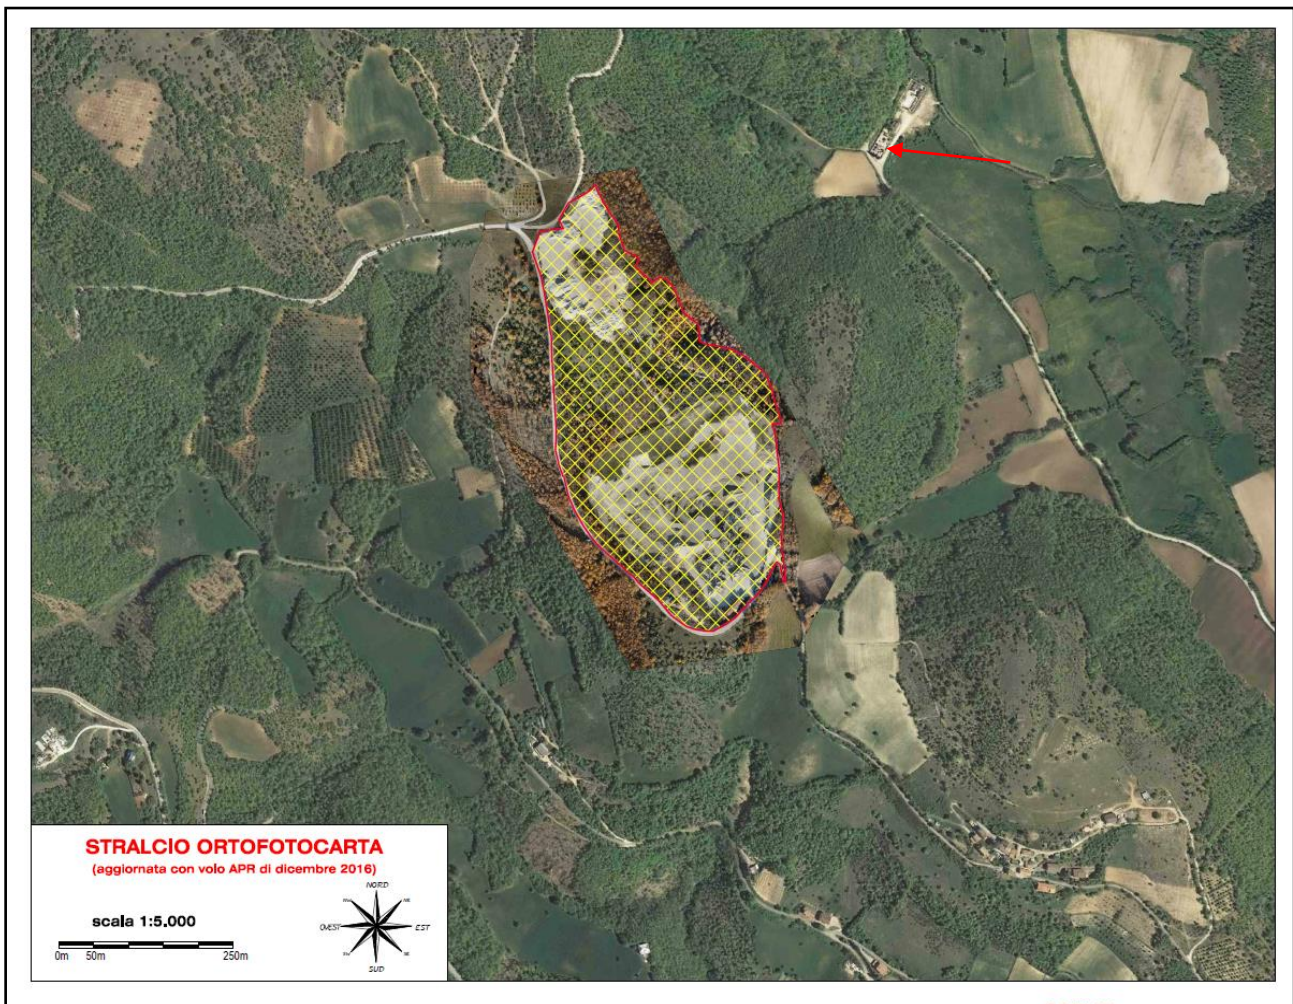 STRALCIO ORTOFOTOCARTA
(aggiornata con volo APR di dicembre 2016)
scala 1:5.000
0m 50m 250m
NORD
NE
OVEST
EST
SUD